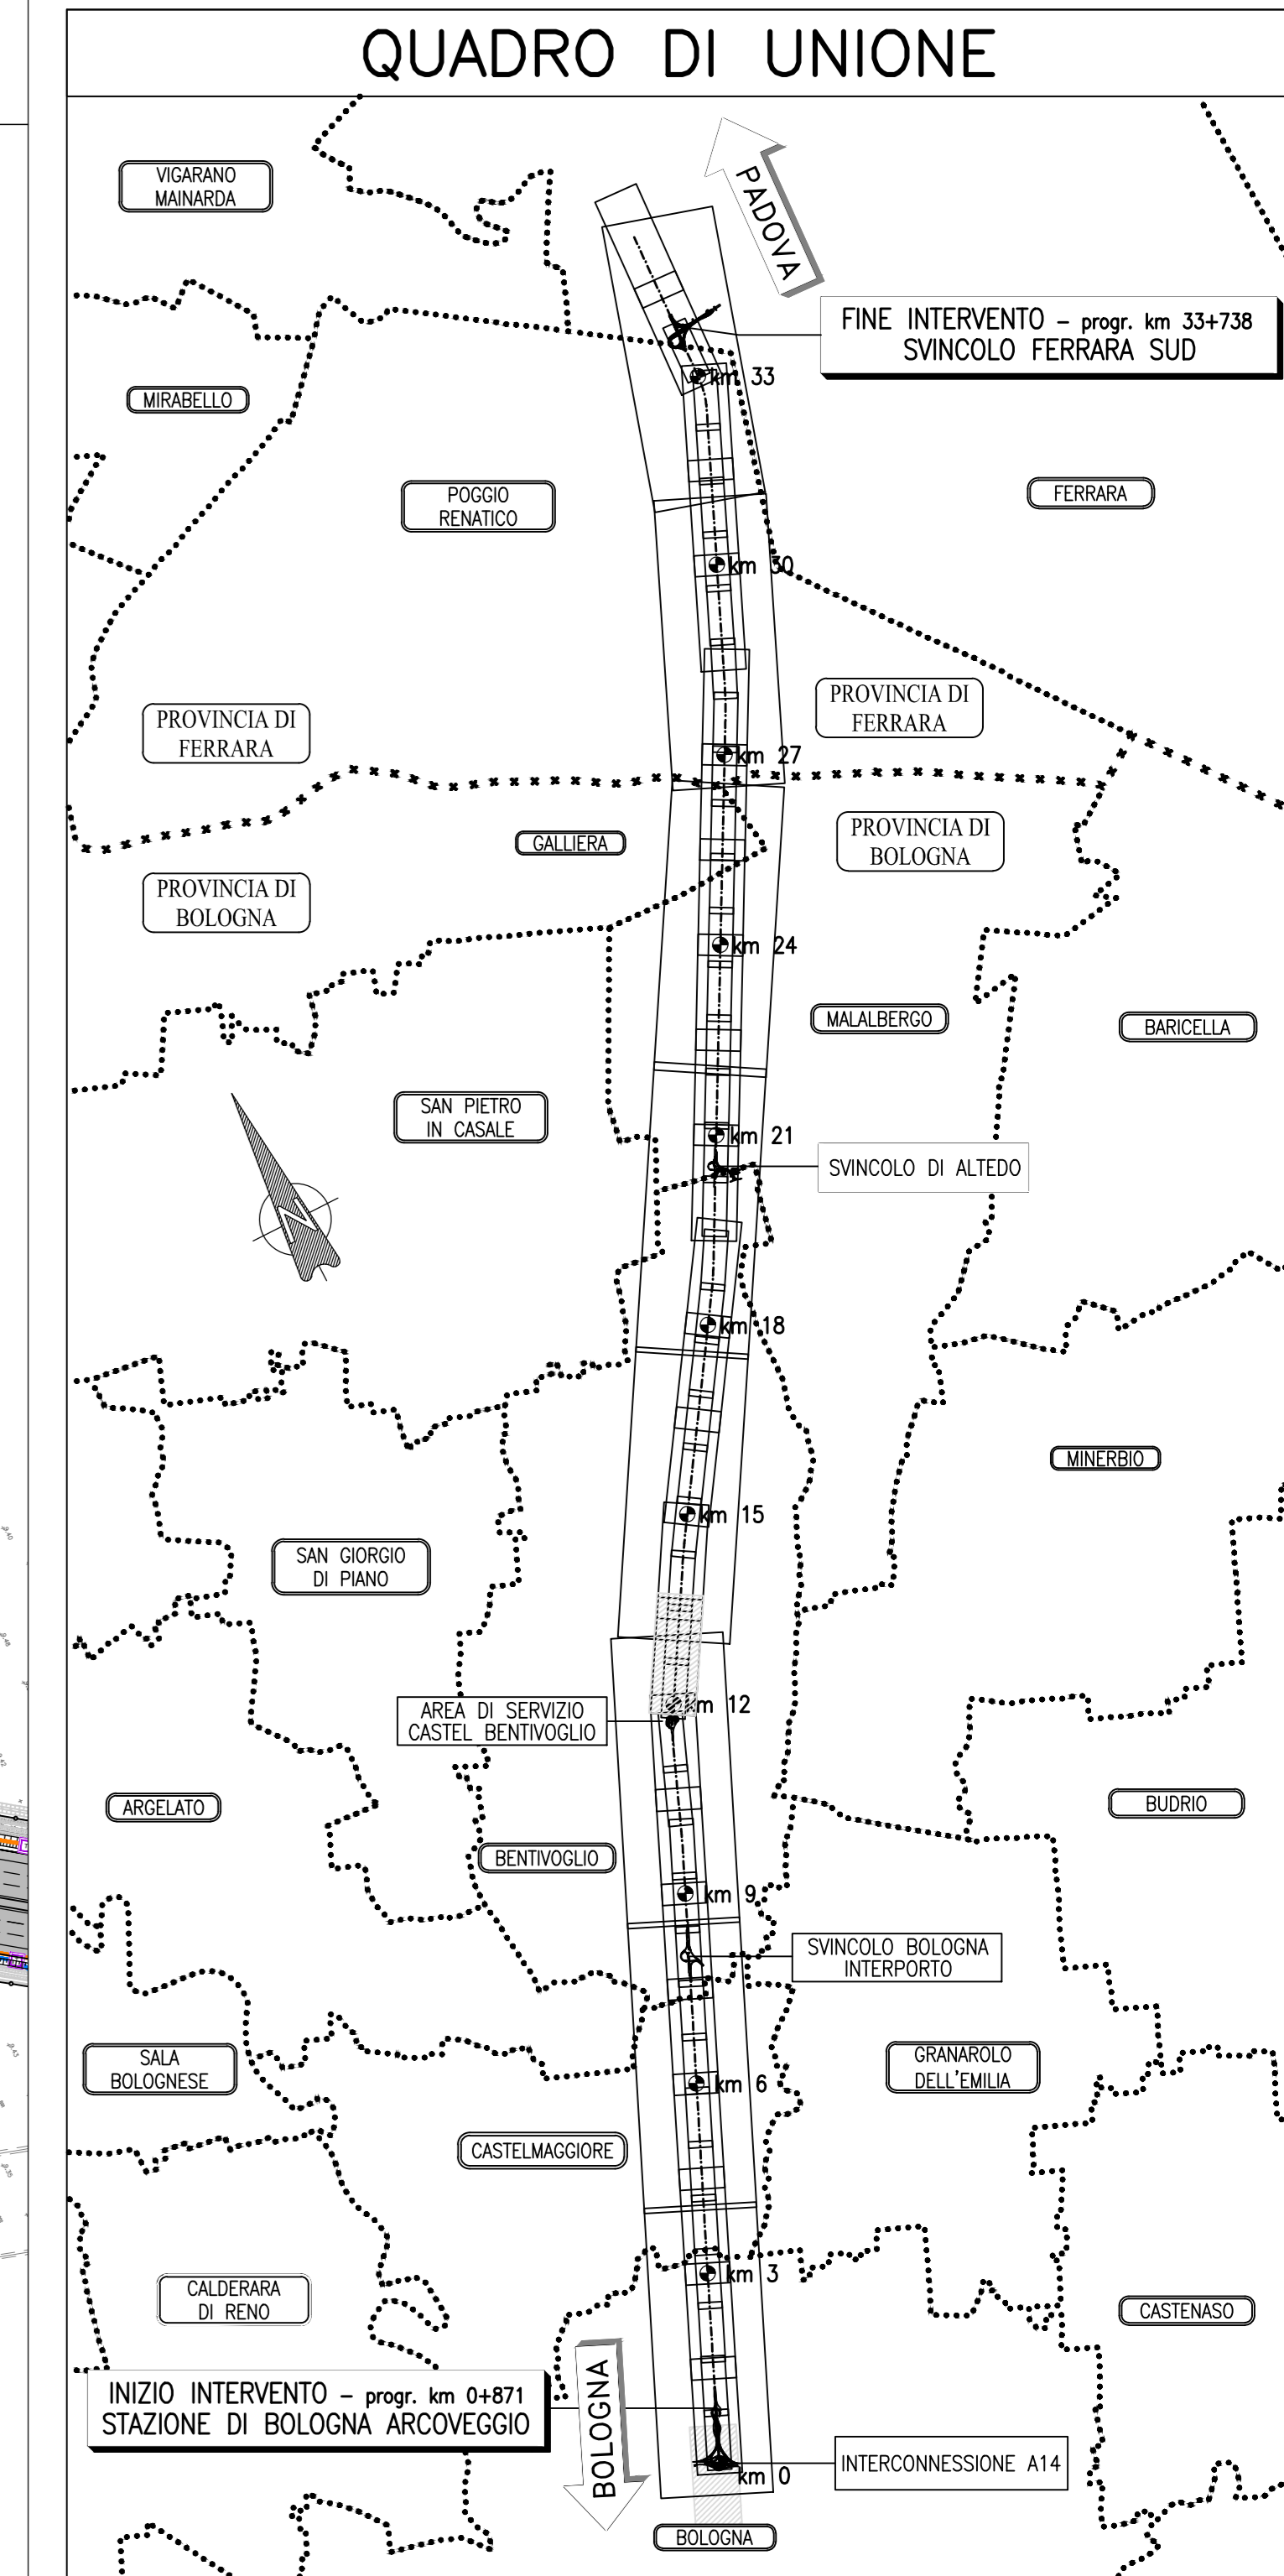 QUADRO DI UNIONE
VIGARANO
MAINARDA
PADOVA
FINE INTERVENTO – progr. km 33+738
SVINCOLO FERRARA SUD
km 33
MIRABELLO
POGGIO
RENATICO
FERRARA
km 30
PROVINCIA DI
FERRARA
PROVINCIA DI
FERRARA
km 27
GALLIERA
PROVINCIA DI
BOLOGNA
PROVINCIA DI
BOLOGNA
km 24
MALALBERGO
BARICELLA
SAN PIETRO
IN CASALE
km 21
SVINCOLO DI ALTEDO
N
km 18
MINERBIO
km 15
SAN GIORGIO
DI PIANO
km 12
AREA DI SERVIZIO
CASTEL BENTIVOGLIO
ARGELATO
BUDRIO
BENTIVOGLIO
km 9
SVINCOLO BOLOGNA
INTERPORTO
SALA
BOLOGNESE
GRANAROLO
DELL'EMILIA
km 6
CASTELMAGGIORE
km 3
CALDERARA
DI RENO
CASTENASO
INIZIO INTERVENTO – progr. km 0+871
STAZIONE DI BOLOGNA ARCOVEGGIO
BOLOGNA
INTERCONNESSIONE A14
km 0
BOLOGNA